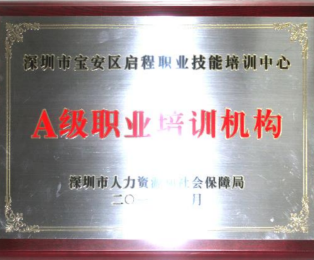 深圳市宝安区启程职业技能培训中心
A级职业培训机构
深圳市人力资 社会保障局
二〇 月